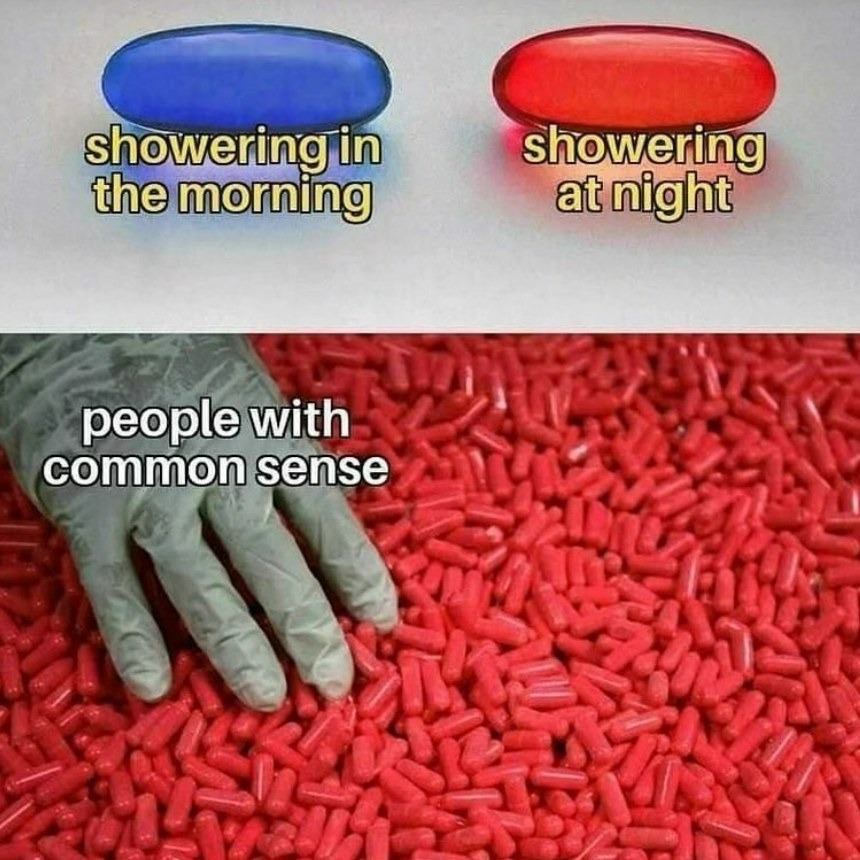 showering in
the morning
showering
at night
people with
common sense